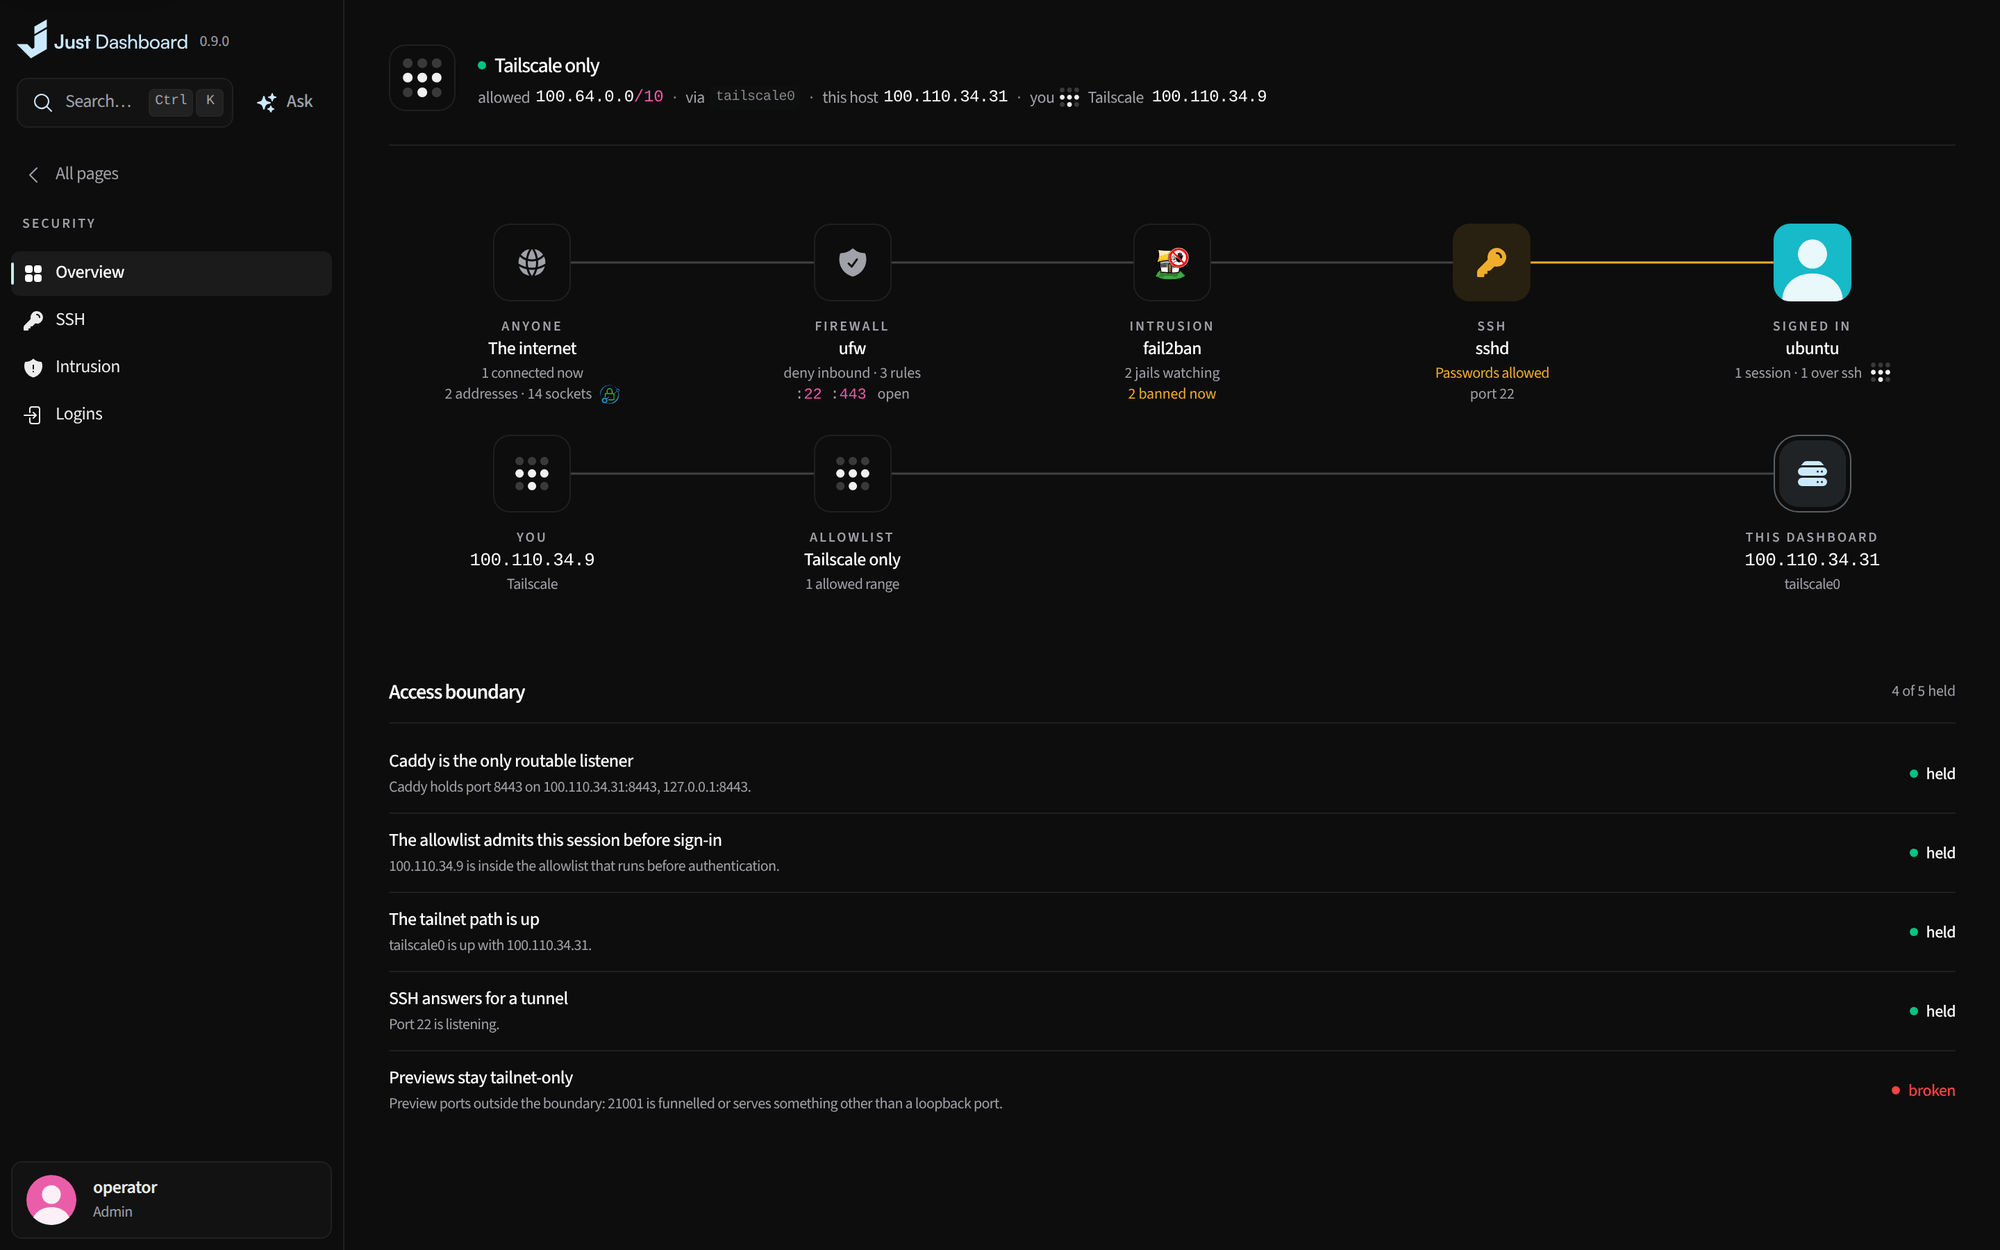 Just Dashboard 0.9.0
Search... Ctrl K Ask
All pages
SECURITY
Overview
SSH
Intrusion
Logins
operator
Admin
Tailscale only
allowed 100.64.0.0/10 · via tailscale0 · this host 100.110.34.31 · you Tailscale 100.110.34.9
ANYONE
The internet
1 connected now
2 addresses · 14 sockets
FIREWALL
ufw
deny inbound · 3 rules
:22 :443 open
INTRUSION
fail2ban
2 jails watching
2 banned now
SSH
sshd
Passwords allowed
port 22
SIGNED IN
ubuntu
1 session · 1 over ssh
YOU
100.110.34.9
Tailscale
ALLOWLIST
Tailscale only
1 allowed range
THIS DASHBOARD
100.110.34.31
tailscale0
Access boundary 4 of 5 held
Caddy is the only routable listener
Caddy holds port 8443 on 100.110.34.31:8443, 127.0.0.1:8443.
held
The allowlist admits this session before sign-in
100.110.34.9 is inside the allowlist that runs before authentication.
held
The tailnet path is up
tailscale0 is up with 100.110.34.31.
held
SSH answers for a tunnel
Port 22 is listening.
held
Previews stay tailnet-only
Preview ports outside the boundary: 21001 is funnelled or serves something other than a loopback port.
broken